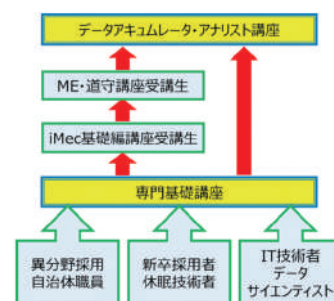 データアキュムレータ・アナリスト講座
ME・道守講座受講生
iMec基礎編講座受講生
専門基礎講座
異分野採用
自治体職員
新卒採用者
休眠技術者
IT技術者
データ
サイエンティスト